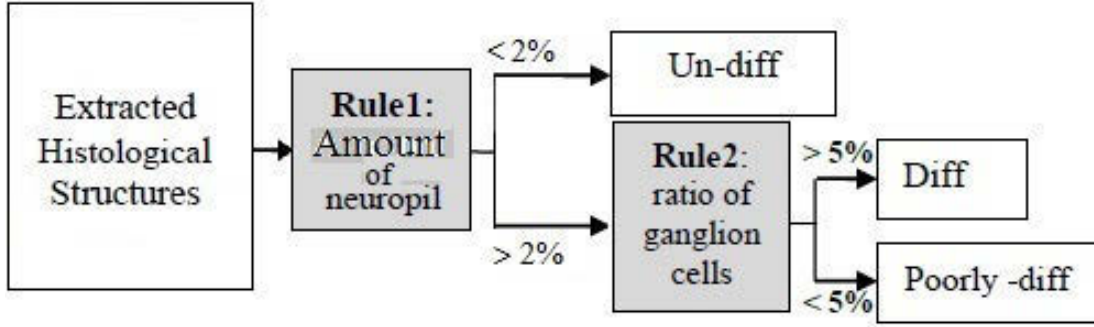 Extracted
Histological
Structures
Rule1:
Amount
of
neuropil
< 2%
Un-diff
> 2%
Rule2:
ratio of
ganglion
cells
> 5%
Diff
< 5%
Poorly -diff